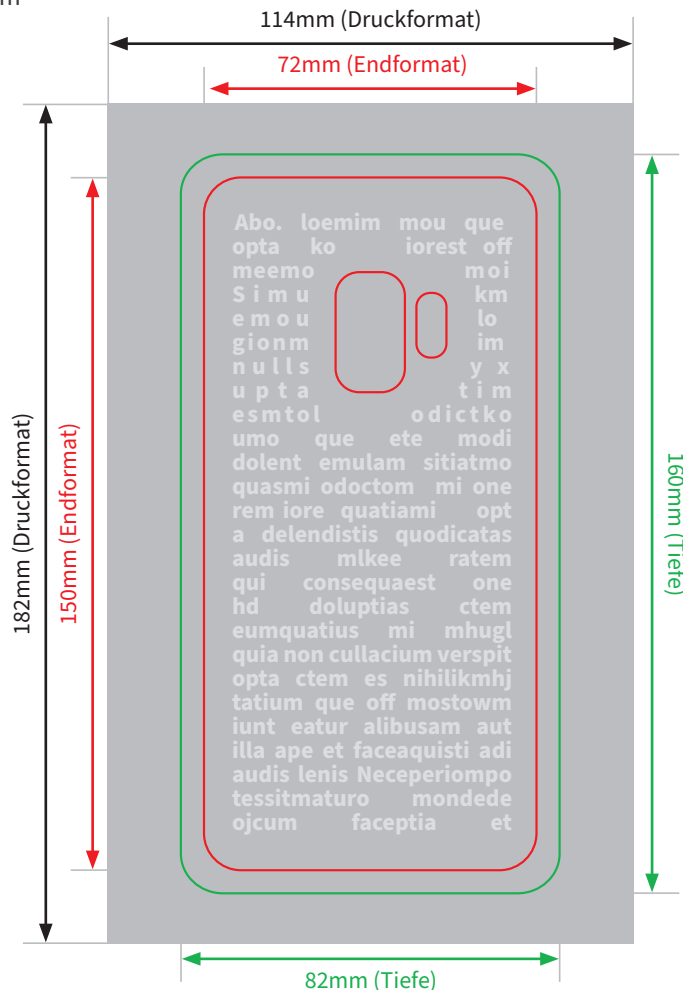 m
114mm (Druckformat)
72mm (Endformat)
182mm (Druckformat)
150mm (Endformat)
160mm (Tiefe)
Abo. loemim mou que
opta ko iorest off
meemo moi
Simu km
emou lo
gionm im
nulls y x
upta tim
esmtol odictko
umo que ete modi
dolent emulam sitiatmo
quasmi odoctom mi one
rem iore quatiami opt
a delendistis quodicatas
audis mlkee ratem
qui consequaest one
hd doluptias ctem
eumquatius mi mhugl
quia non cullacium verspit
opta ctem es nihilikmhj
tatium que off mostowm
iunt eatur alibusam aut
illa ape et faceaquisti adi
audis lenis Neceperiompo
tessitmaturo mondede
ojcum faceptia et
82mm (Tiefe)